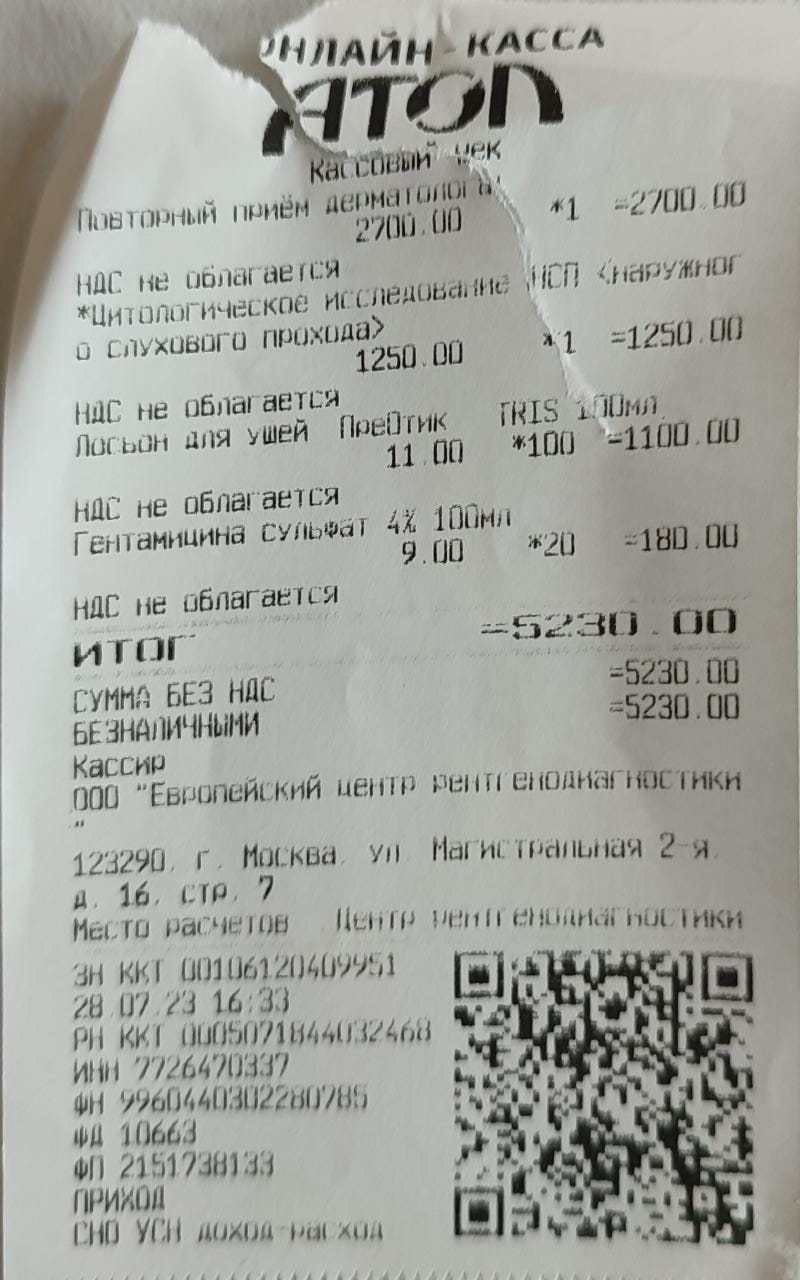 ОНЛАЙН-КАССА
АТОЛ
Кассовый чек
Повторный приём дерматолога
2700.00 *1 =2700.00
НДС не облагается
*Цитологическое исследование НСП <наружног
о слухового прохода>
1250.00 *1 =1250.00
НДС не облагается
Лосьон для ушей ПреОтик TRIS 100мл
11.00 *100 =1100.00
НДС не облагается
Гентамицина сульфат 4% 100мл
9.00 *20 =180.00
НДС не облагается
ИТОГ =5230.00
СУММА БЕЗ НДС =5230.00
БЕЗНАЛИЧНЫМИ =5230.00
Кассир
ООО "Европейский центр рентгенодиагностики
"
123290, г. Москва, ул. Магистральная 2-я,
д. 16, стр. 7
Место расчетов Центр рентгенодиагностики
ЗН ККТ 00106120409951
28.07.23 16:33
РН ККТ 0005071844032468
ИНН 7726470337
ФН 9960440302280785
ФД 10663
ФП 2151738133
ПРИХОД
СНО УСН доход-расход